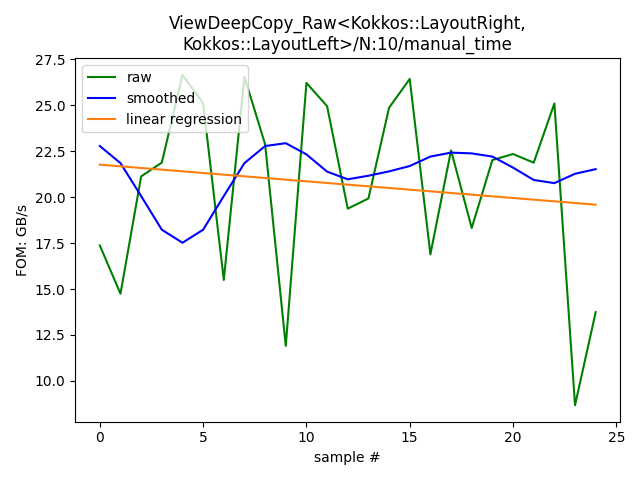 ViewDeepCopy_Raw<Kokkos::LayoutRight,
Kokkos::LayoutLeft>/N:10/manual_time
27.5
25.0
22.5
20.0
17.5
15.0
12.5
10.0
FOM: GB/s
raw
smoothed
linear regression
0
5
10
15
20
25
sample #